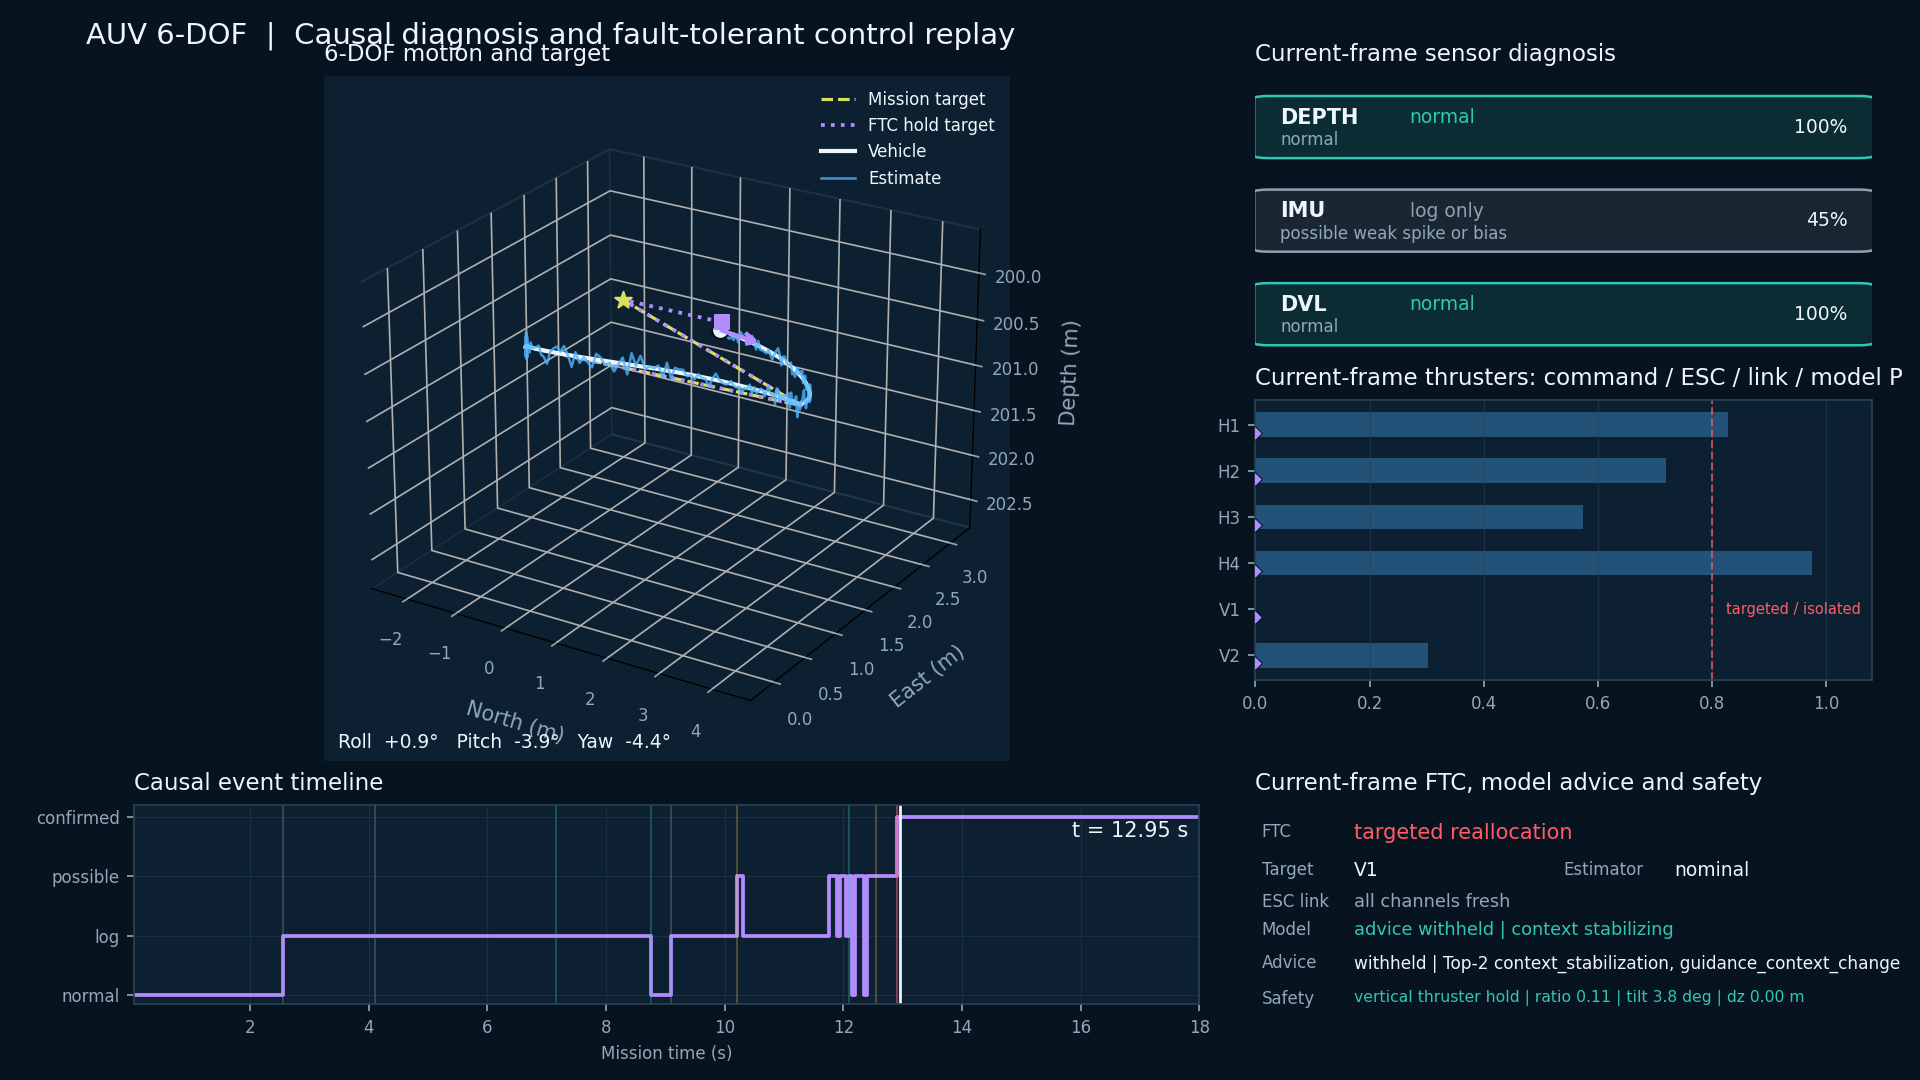 AUV 6-DOF | Causal diagnosis and fault-tolerant control replay
6-DOF motion and target
Mission target
FTC hold target
Vehicle
Estimate
200.0
200.5
201.0
201.5
202.0
202.5
Depth (m)
3.0
2.5
2.0
1.5
1.0
0.5
0.0
East (m)
−2
−1
0
1
2
3
4
North (m)
Roll +0.9° Pitch -3.9° Yaw -4.4°
Current-frame sensor diagnosis
DEPTH normal 100%
normal
IMU log only 45%
possible weak spike or bias
DVL normal 100%
normal
Current-frame thrusters: command / ESC / link / model P
H1
H2
H3
H4
V1 targeted / isolated
V2
0.0 0.2 0.4 0.6 0.8 1.0
Causal event timeline
confirmed
possible
log
normal
t = 12.95 s
2 4 6 8 10 12 14 16 18
Mission time (s)
Current-frame FTC, model advice and safety
FTC targeted reallocation
Target V1 Estimator nominal
ESC link all channels fresh
Model advice withheld | context stabilizing
Advice withheld | Top-2 context_stabilization, guidance_context_change
Safety vertical thruster hold | ratio 0.11 | tilt 3.8 deg | dz 0.00 m